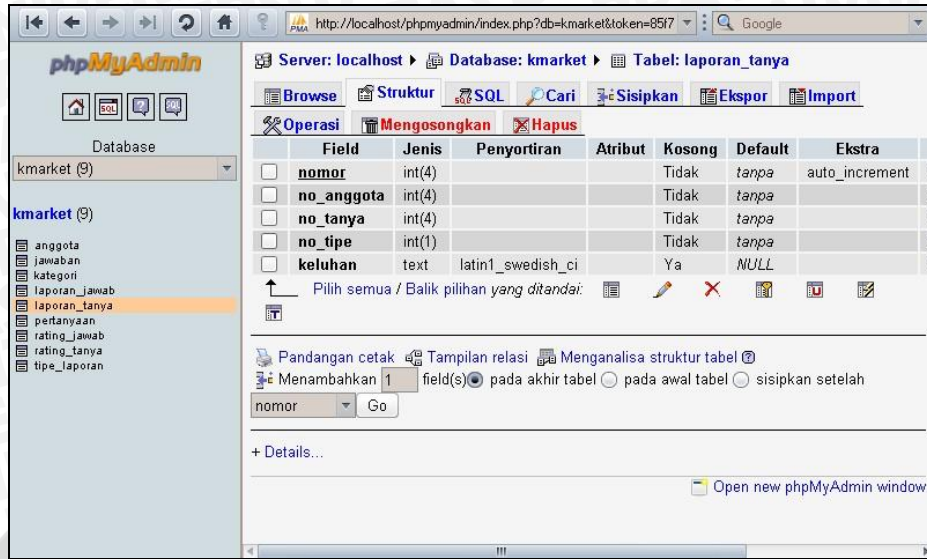 http://localhost/phpmyadmin/index.php?db=kmarket&token=85f7 Google
phpMyAdmin
Server: localhost Database: kmarket Tabel: laporan_tanya
Browse Struktur SQL Cari Sisipkan Ekspor Import
Operasi Mengosongkan Hapus
Database
kmarket (9)
kmarket (9)
anggota
jawaban
kategori
laporan_jawab
laporan_tanya
pertanyaan
rating_jawab
rating_tanya
tipe_laporan
Field Jenis Penyortiran Atribut Kosong Default Ekstra
nomor int(4) Tidak tanpa auto_increment
no_anggota int(4) Tidak tanpa
no_tanya int(4) Tidak tanpa
no_tipe int(1) Tidak tanpa
keluhan text latin1_swedish_ci Ya NULL
Pilih semua / Balik pilihan yang ditandai:
Pandangan cetak Tampilan relasi Menganalisa struktur tabel
Menambahkan 1 field(s) pada akhir tabel pada awal tabel sisipkan setelah
nomor Go
+ Details...
Open new phpMyAdmin window